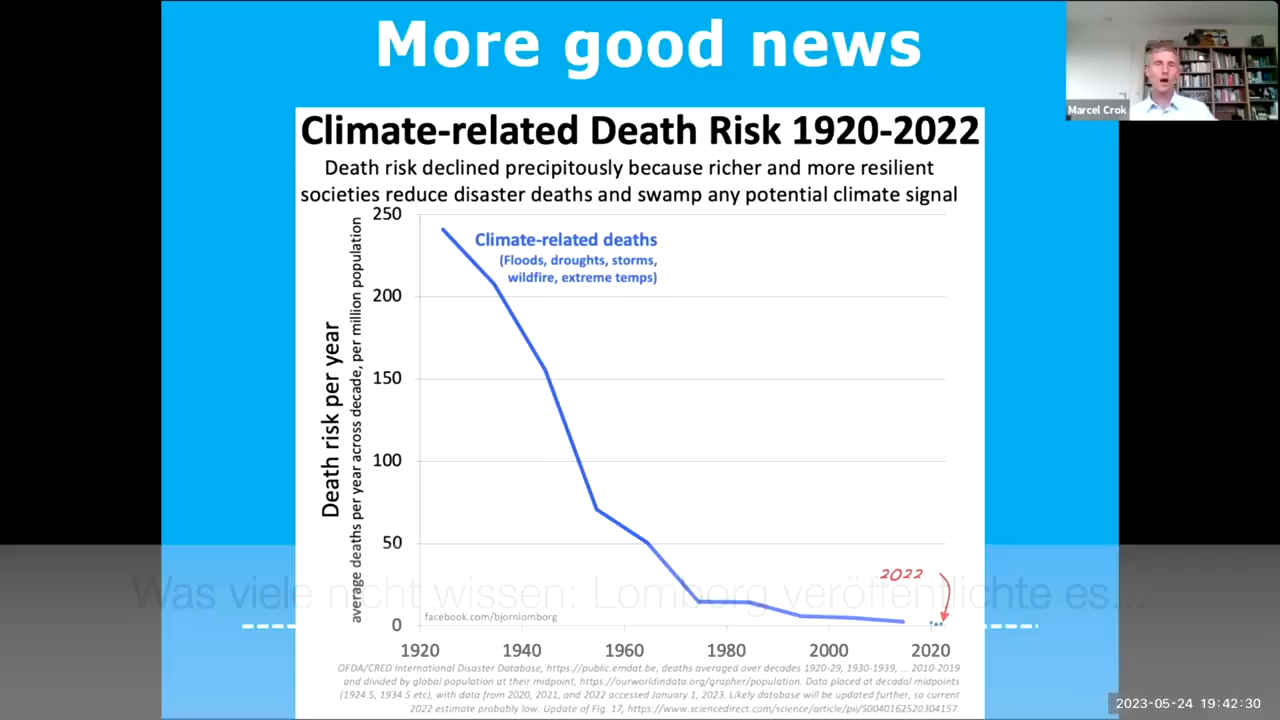 More good news
Marcel Crok
Climate-related Death Risk 1920-2022
Death risk declined precipitously because richer and more resilient
societies reduce disaster deaths and swamp any potential climate signal
Death risk per year
average deaths per year across decade, per million population
250
200
150
100
50
0
Climate-related deaths
(Floods, droughts, storms,
wildfire, extreme temps)
2022
Was viele nicht wissen: Lomborg veröffentlichte es...
facebook.com/bjornlomborg
1920
1940
1960
1980
2000
2020
OFDA/CRED International Disaster Database, https://public.emdat.be, deaths averaged over decades 1920-29, 1930-1939, ... 2010-2019
and divided by global population at their midpoint, https://ourworldindata.org/grapher/population. Data placed at decadal midpoints
(1924.5, 1934.5 etc), with data from 2020, 2021, and 2022 accessed January 1, 2023. Likely database will be updated further, so current
2022 estimate probably low. Update of Fig. 17, https://www.sciencedirect.com/science/article/pii/S0040162520304157.
2023-05-24 19:42:30